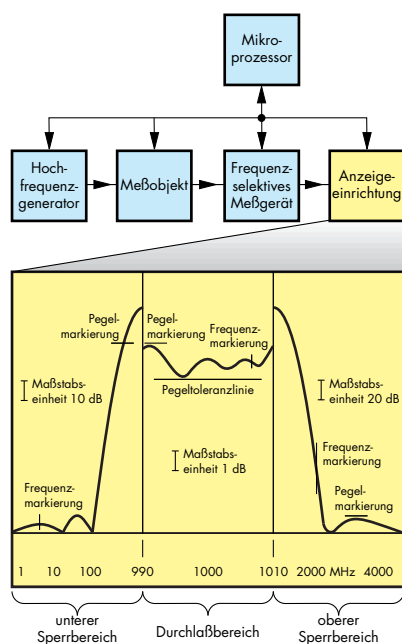 Mikro-
prozessor
Hoch-
frequenz-
generator
Meßobjekt
Frequenz-
selektives
Meßgerät
Anzeige-
einrichtung
Pegel-
markierung
Pegel-
markierung
Frequenz-
markierung
Pegeltoleranzlinie
Maßstabs-
einheit 10 dB
Maßstabs-
einheit 20 dB
Maßstabs-
einheit 1 dB
Frequenz-
markierung
Frequenz-
markierung
Pegel-
markierung
1 10 100 990 1000 1010 2000 MHz 4000
unterer
Sperrbereich
Durchlaßbereich
oberer
Sperrbereich